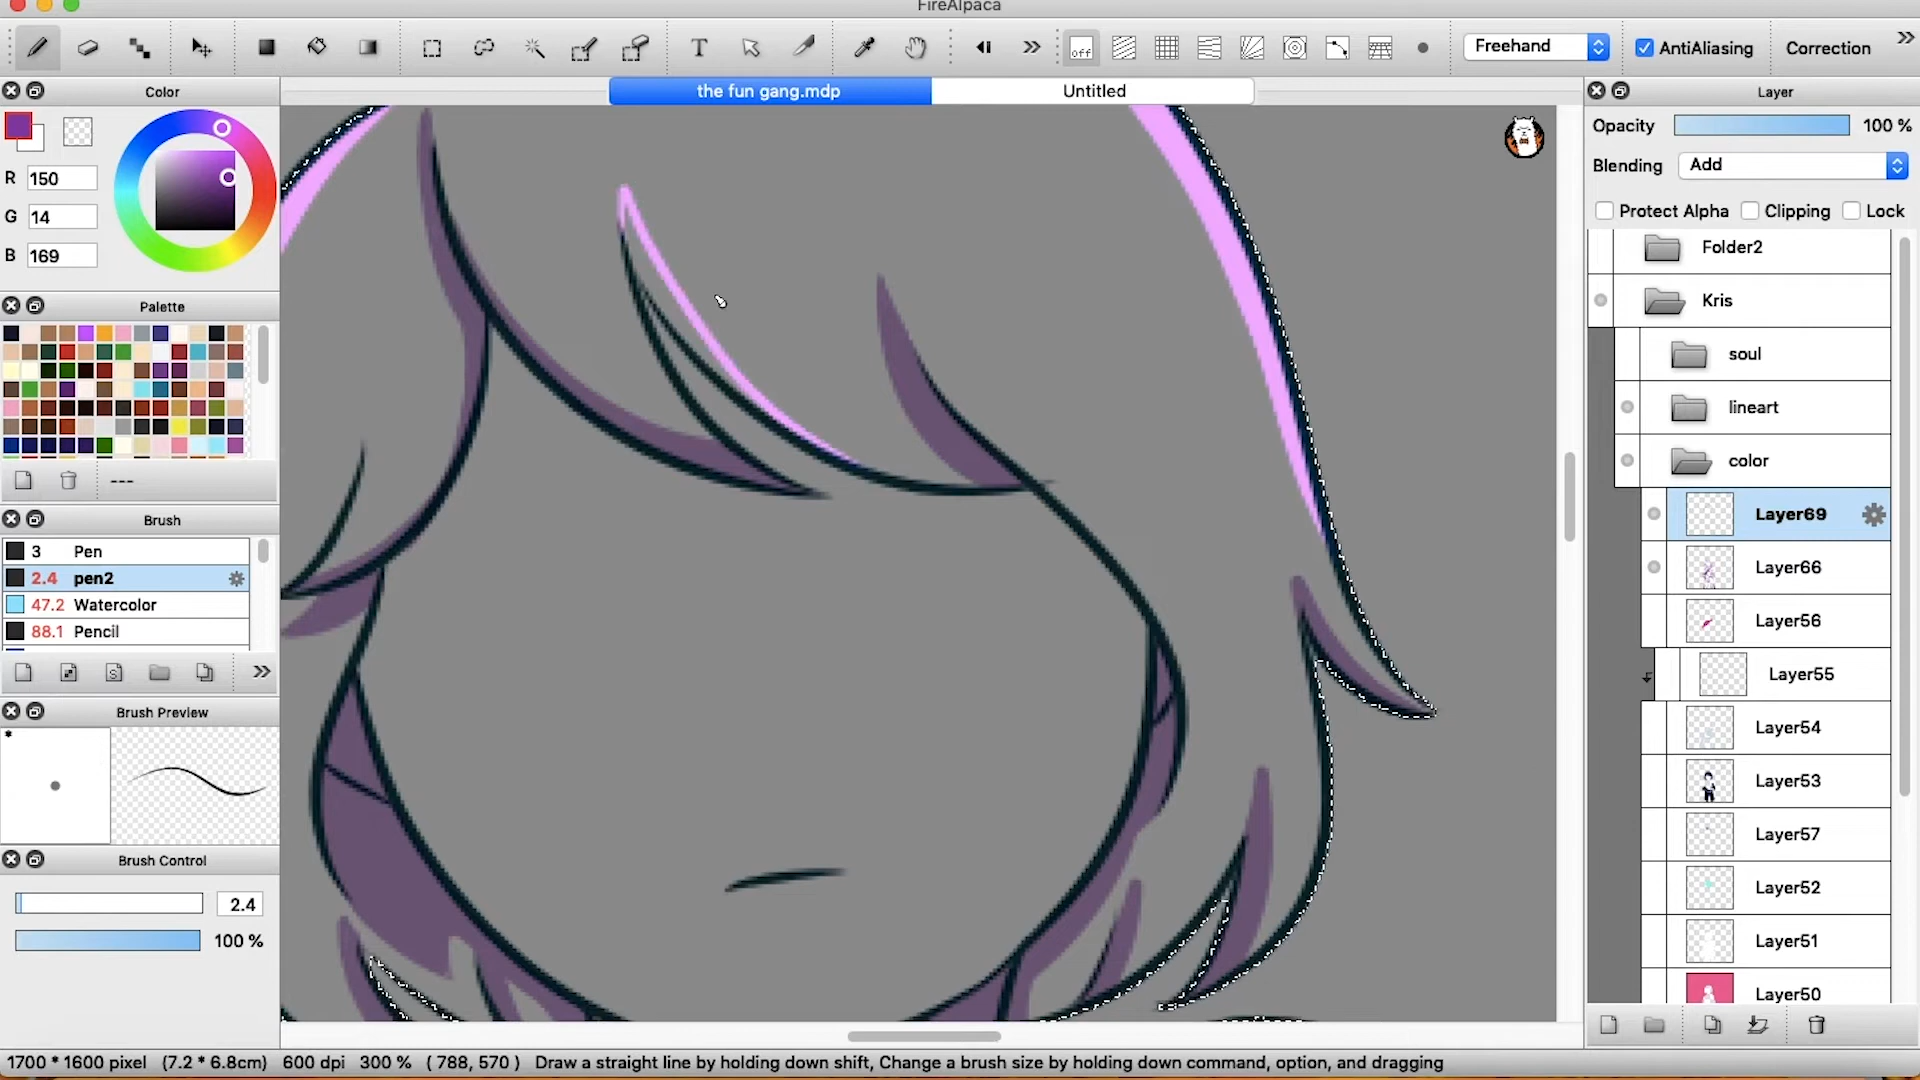 FireAlpaca
T
off
Freehand
AntiAliasing
Correction
Color
the fun gang.mdp
Untitled
Layer
R 150
G 14
B 169
Opacity 100 %
Blending Add
Protect Alpha Clipping Lock
Palette
---
Brush
3 Pen
2.4 pen2
47.2 Watercolor
88.1 Pencil
Brush Preview
Brush Control
2.4
100 %
Folder2
Kris
soul
lineart
color
Layer69
Layer66
Layer56
Layer55
Layer54
Layer53
Layer57
Layer52
Layer51
Layer50
1700 * 1600 pixel (7.2 * 6.8cm) 600 dpi 300 % ( 788, 570 ) Draw a straight line by holding down shift, Change a brush size by holding down command, option, and dragging